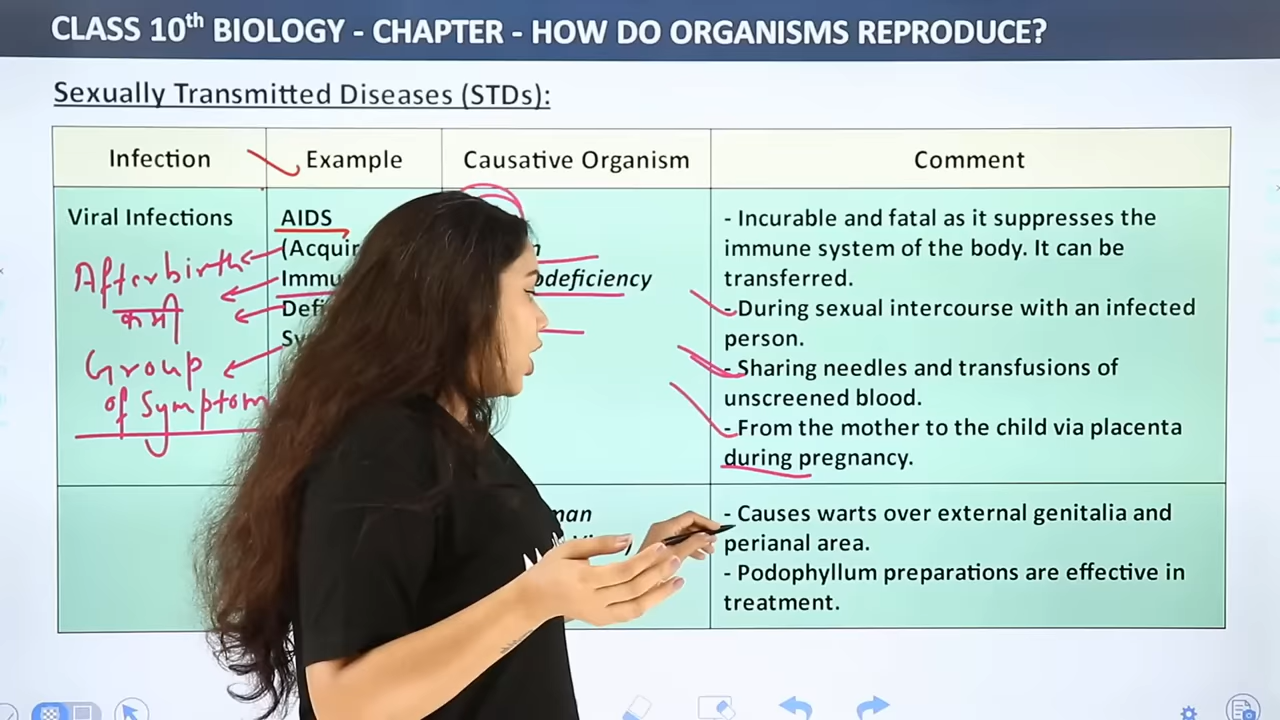 CLASS 10th BIOLOGY - CHAPTER - HOW DO ORGANISMS REPRODUCE?
Sexually Transmitted Diseases (STDs):
Infection Example Causative Organism Comment
Viral Infections
Afterbirth
कमी
Group
of Symptom
AIDS
(Acquir
Immu
Defi
Sy
odeficiency
man
- Incurable and fatal as it suppresses the
immune system of the body. It can be
transferred.
- During sexual intercourse with an infected
person.
- Sharing needles and transfusions of
unscreened blood.
- From the mother to the child via placenta
during pregnancy.
- Causes warts over external genitalia and
perianal area.
- Podophyllum preparations are effective in
treatment.